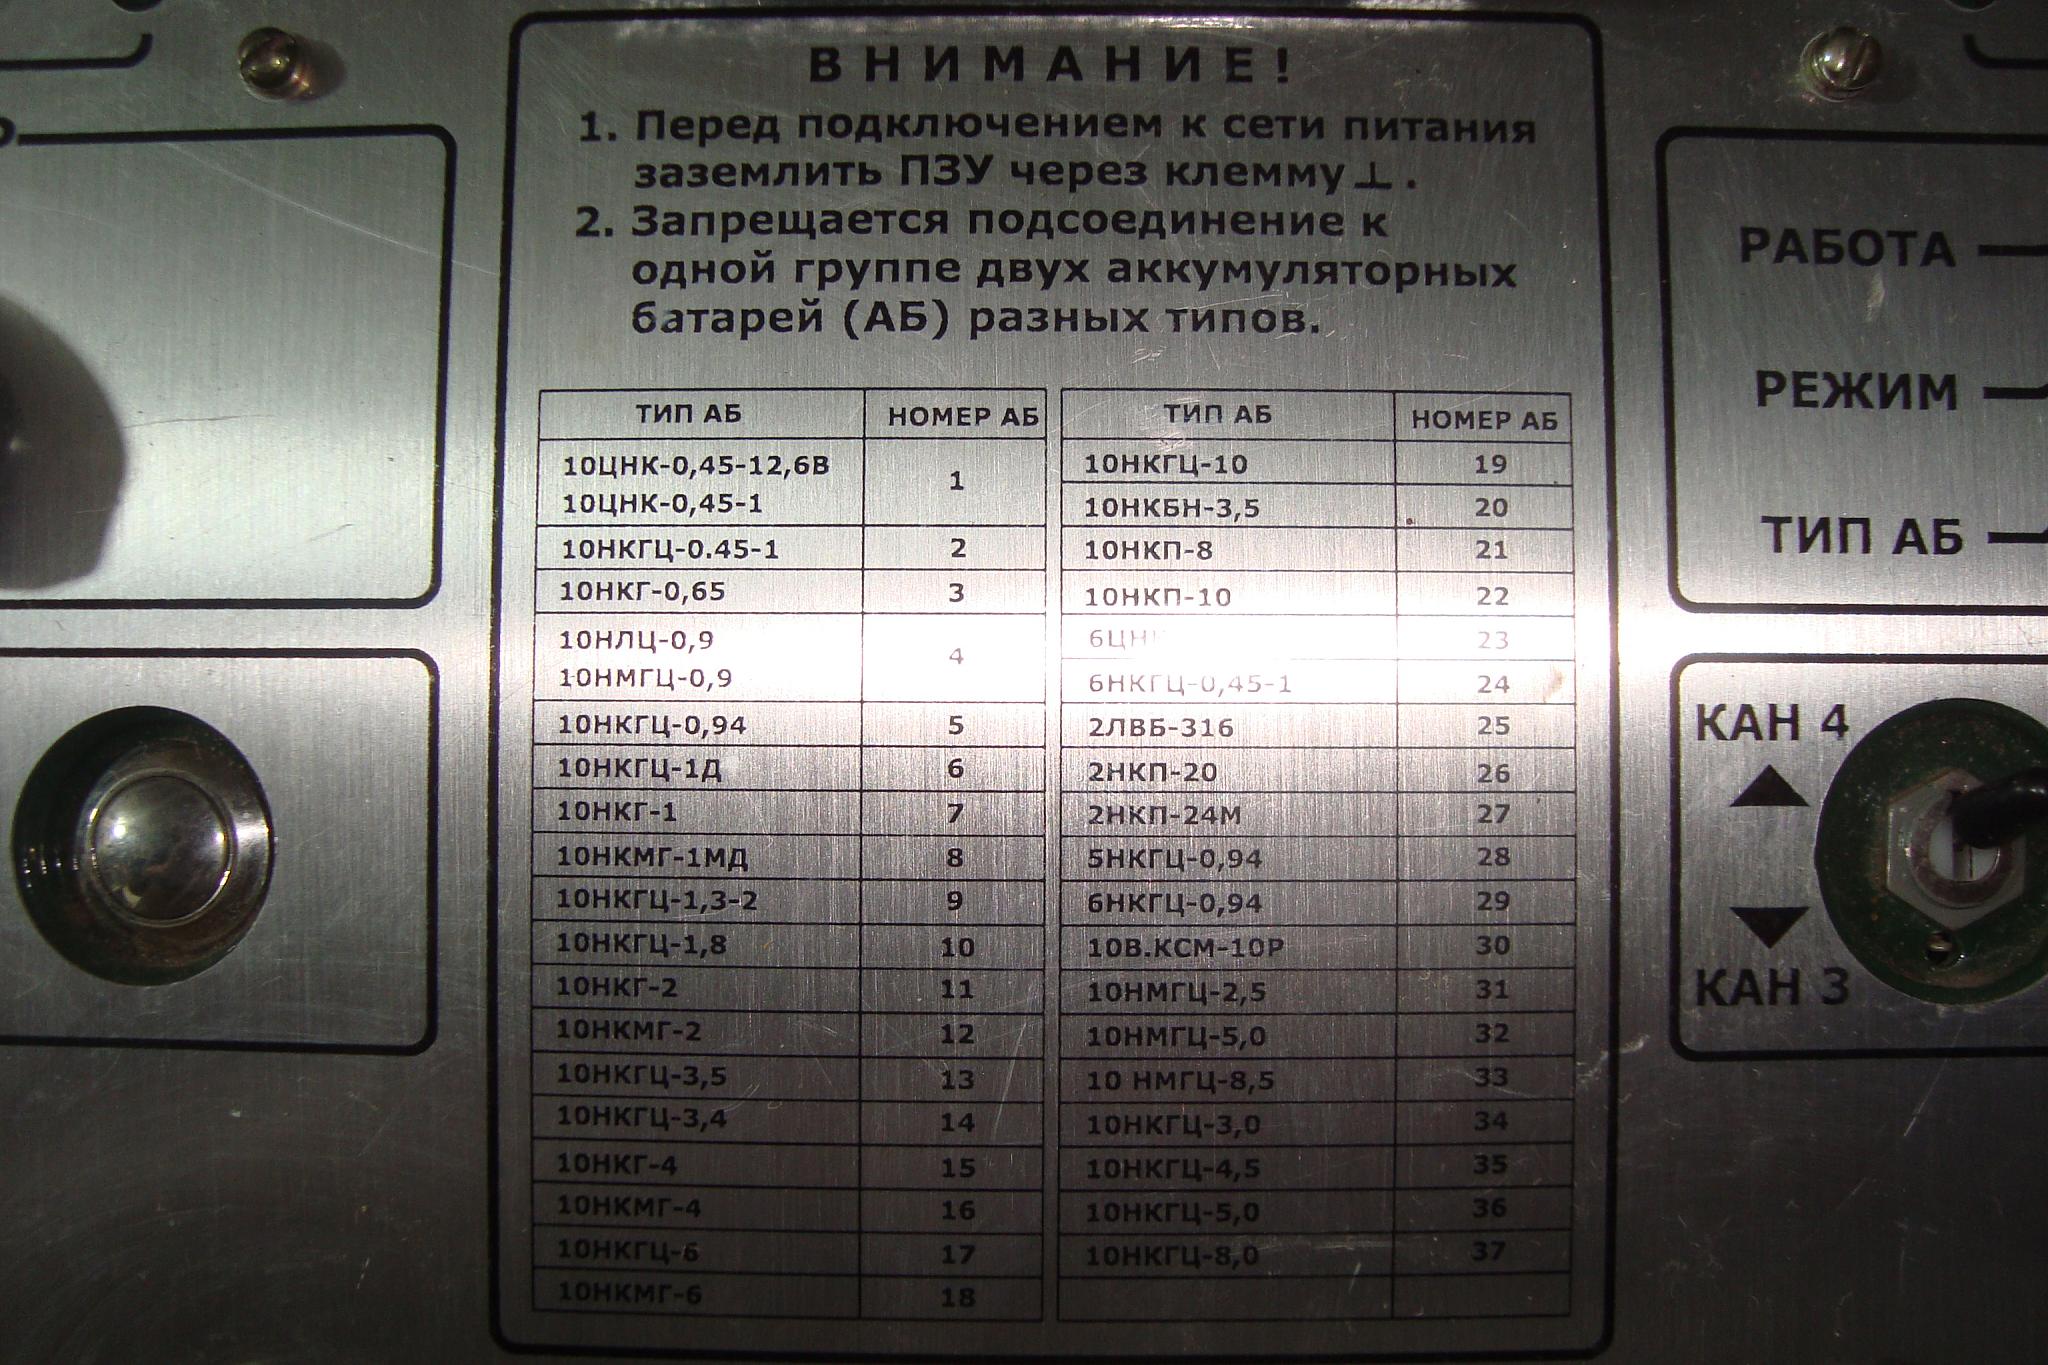 ВНИМАНИЕ!
1. Перед подключением к сети питания
заземлить ПЗУ через клемму ⊥.
2. Запрещается подсоединение к
одной группе двух аккумуляторных
батарей (АБ) разных типов.
ТИП АБ НОМЕР АБ
10ЦНК-0,45-12,6В
10ЦНК-0,45-1 1
10НКГЦ-0.45-1 2
10НКГ-0,65 3
10НЛЦ-0,9
10НМГЦ-0,9 4
10НКГЦ-0,94 5
10НКГЦ-1Д 6
10НКГ-1 7
10НКМГ-1МД 8
10НКГЦ-1,3-2 9
10НКГЦ-1,8 10
10НКГ-2 11
10НКМГ-2 12
10НКГЦ-3,5 13
10НКГЦ-3,4 14
10НКГ-4 15
10НКМГ-4 16
10НКГЦ-6 17
10НКМГ-6 18
ТИП АБ НОМЕР АБ
10НКГЦ-10 19
10НКБН-3,5 20
10НКП-8 21
10НКП-10 22
23
6НКГЦ-0,45-1 24
2ЛВБ-316 25
2НКП-20 26
2НКП-24М 27
5НКГЦ-0,94 28
6НКГЦ-0,94 29
10В.КСМ-10Р 30
10НМГЦ-2,5 31
10НМГЦ-5,0 32
10 НМГЦ-8,5 33
10НКГЦ-3,0 34
10НКГЦ-4,5 35
10НКГЦ-5,0 36
10НКГЦ-8,0 37
РАБОТА
РЕЖИМ
ТИП АБ
КАН 4
КАН 3